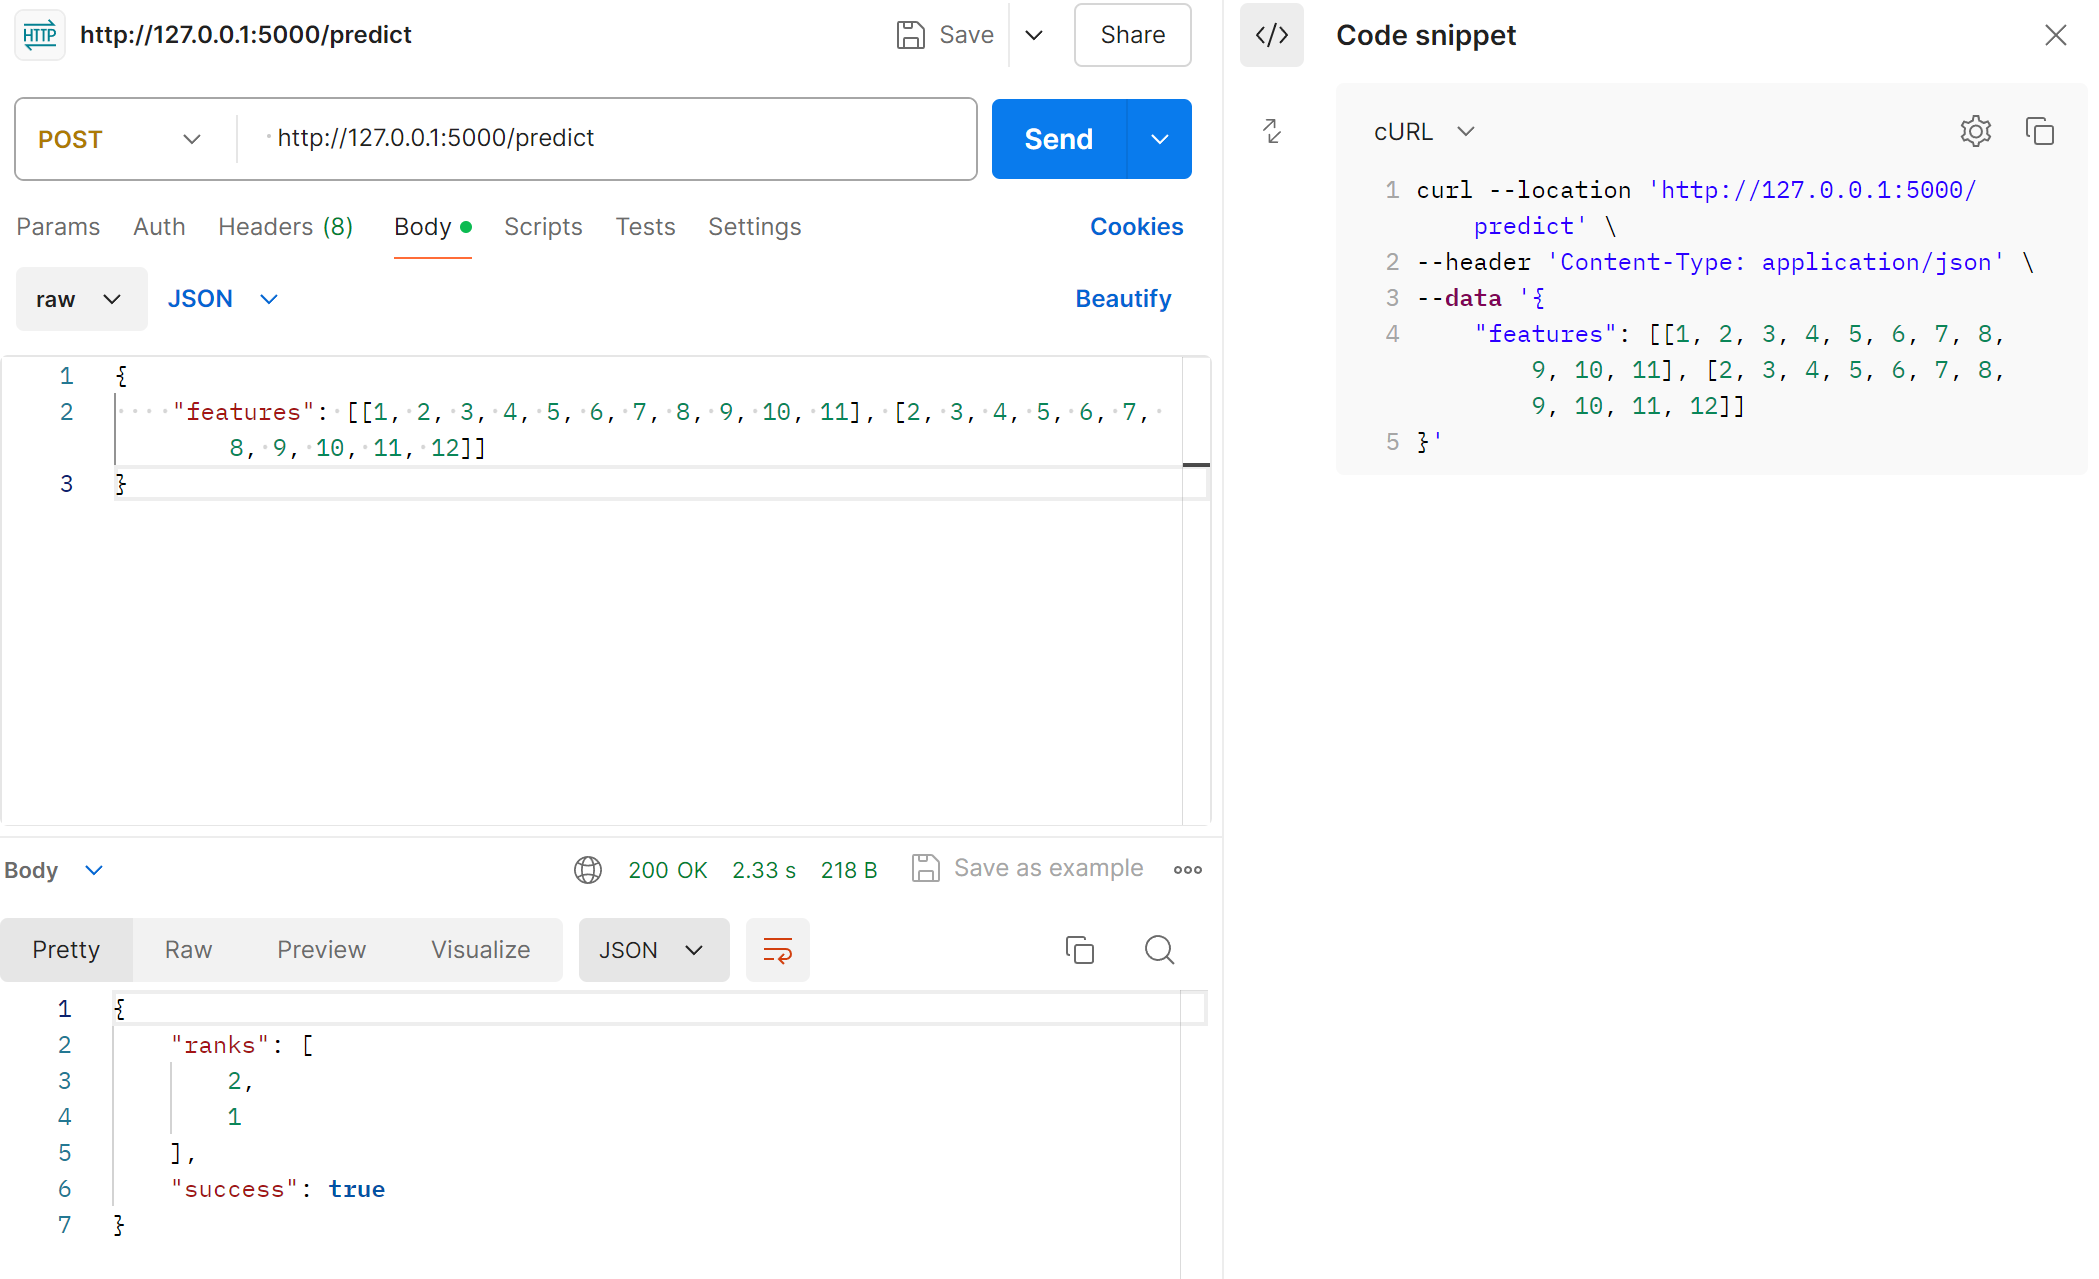 HTTP http://127.0.0.1:5000/predict Save Share
POST http://127.0.0.1:5000/predict Send
Params Auth Headers (8) Body Scripts Tests Settings Cookies
raw JSON Beautify
1 {
2 "features": [[1, 2, 3, 4, 5, 6, 7, 8, 9, 10, 11], [2, 3, 4, 5, 6, 7,
8, 9, 10, 11, 12]]
3 }
Body 200 OK 2.33 s 218 B Save as example
Pretty Raw Preview Visualize JSON
1 {
2 "ranks": [
3 2,
4 1
5 ],
6 "success": true
7 }
</> Code snippet
cURL
1 curl --location 'http://127.0.0.1:5000/
predict' \
2 --header 'Content-Type: application/json' \
3 --data '{
4 "features": [[1, 2, 3, 4, 5, 6, 7, 8,
9, 10, 11], [2, 3, 4, 5, 6, 7, 8,
9, 10, 11, 12]]
5 }'